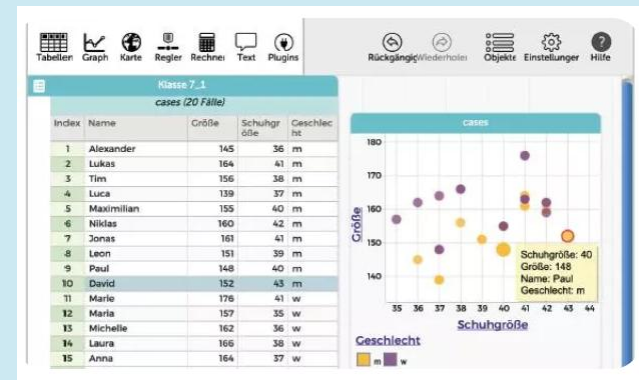 Tabellen Graph Karte Regler Rechner Text Plugins Rückgängig Wiederholen Objekte Einstellunger Hilfe
Klasse 7_1
cases (20 Fälle)
Index Name Größe Schuhgr öße Geschlec ht
1 Alexander 145 36 m
2 Lukas 164 41 m
3 Tim 156 38 m
4 Luca 139 37 m
5 Maximilian 155 40 m
6 Niklas 160 42 m
7 Jonas 161 41 m
8 Leon 151 39 m
9 Paul 148 40 m
10 David 152 43 m
11 Marie 176 41 w
12 Maria 157 35 w
13 Michelle 162 36 w
14 Laura 166 38 w
15 Anna 164 37 w
cases
180
170
160
150
140
Größe
Schuhgröße: 40
Größe: 148
Name: Paul
Geschlecht: m
35 36 37 38 39 40 41 42 43 44
Schuhgröße
Geschlecht
m w